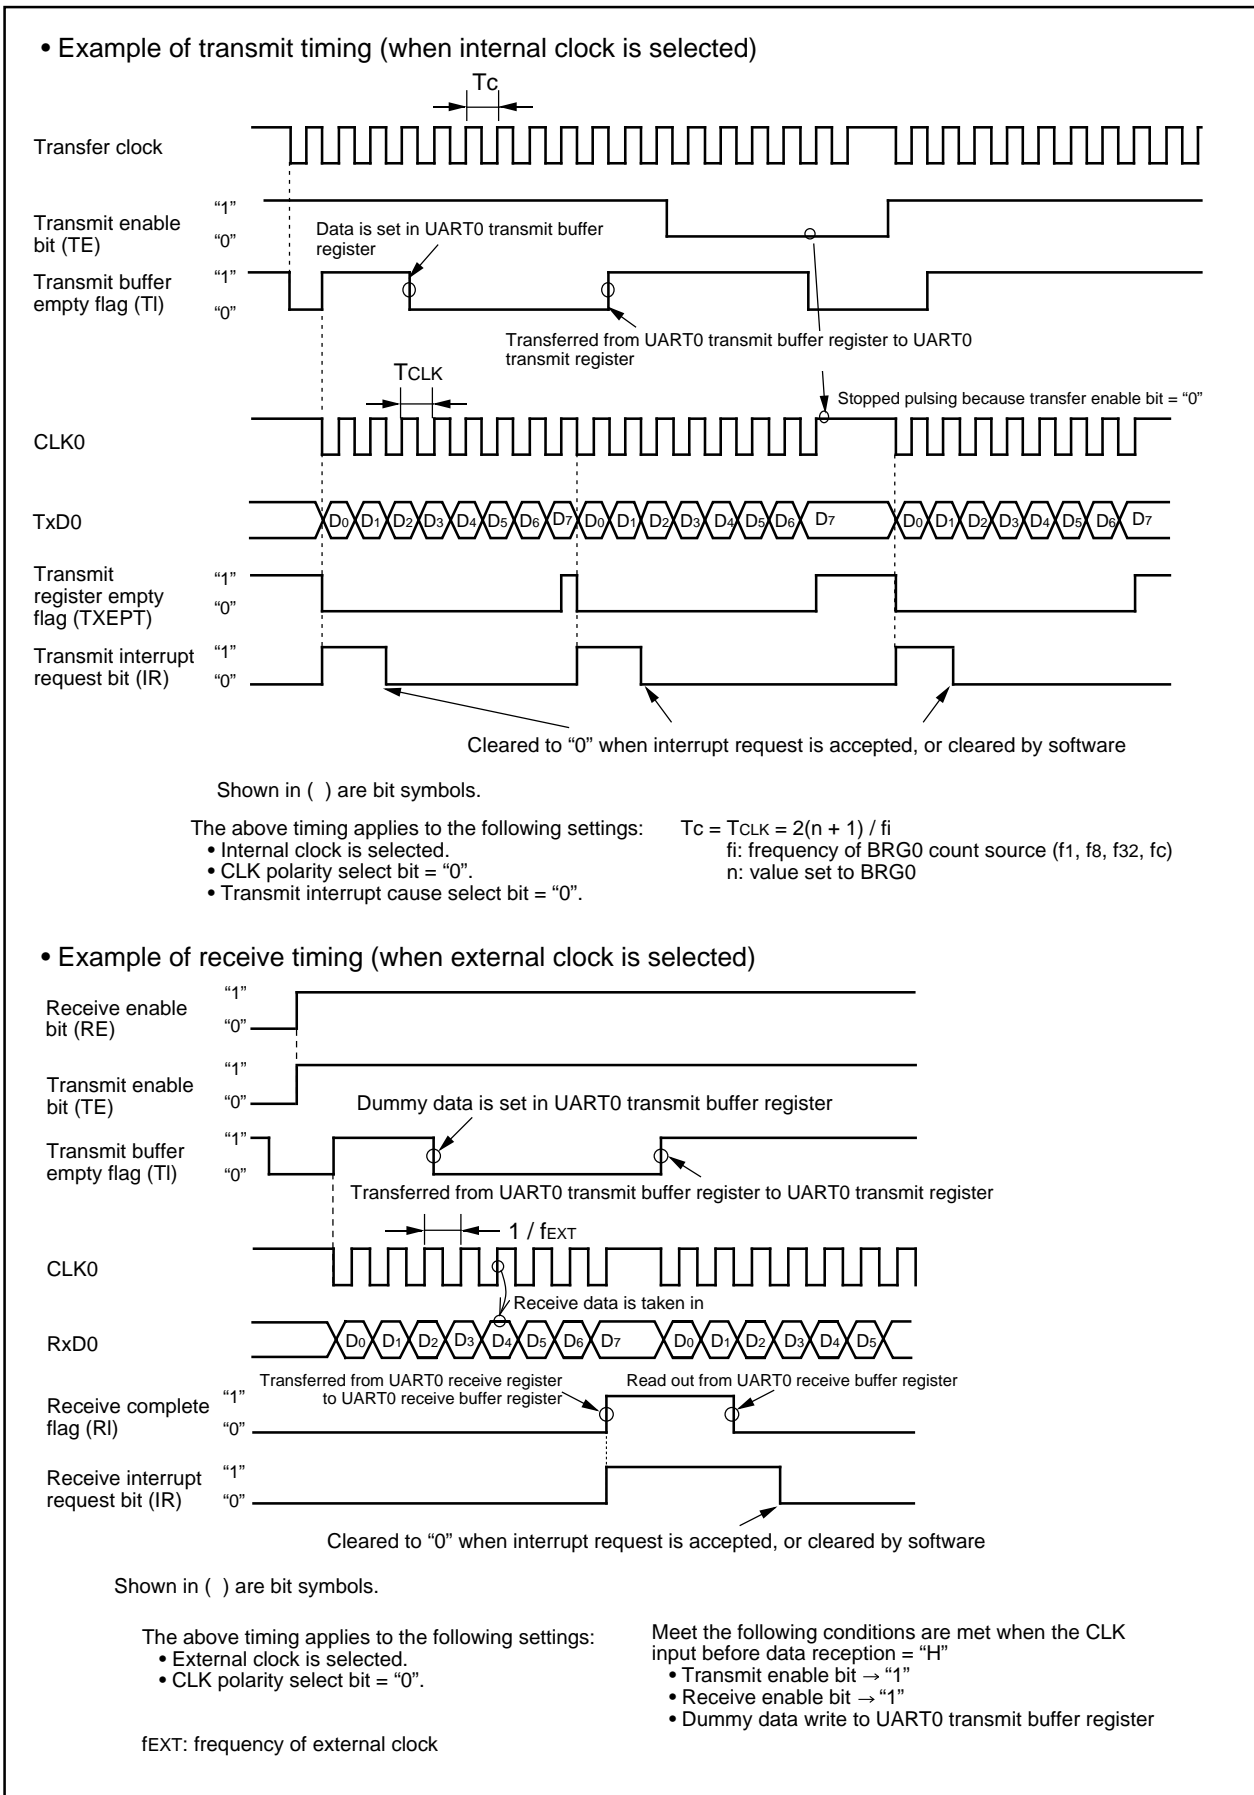 • Example of transmit timing (when internal clock is selected)
Tc
Transfer clock
Transmit enable
bit (TE)
“1”
“0”
Data is set in UART0 transmit buffer
register
Transmit buffer
empty flag (Tl)
“1”
“0”
Transferred from UART0 transmit buffer register to UART0
transmit register
TCLK
Stopped pulsing because transfer enable bit = “0”
CLK0
TxD0
D0 D1 D2 D3 D4 D5 D6 D7 D0 D1 D2 D3 D4 D5 D6 D7 D0 D1 D2 D3 D4 D5 D6 D7
Transmit
register empty
flag (TXEPT)
“1”
“0”
Transmit interrupt
request bit (IR)
“1”
“0”
Cleared to “0” when interrupt request is accepted, or cleared by software
Shown in ( ) are bit symbols.
The above timing applies to the following settings:
• Internal clock is selected.
• CLK polarity select bit = “0”.
• Transmit interrupt cause select bit = “0”.
Tc = TCLK = 2(n + 1) / fi
fi: frequency of BRG0 count source (f1, f8, f32, fc)
n: value set to BRG0
• Example of receive timing (when external clock is selected)
Receive enable
bit (RE)
“1”
“0”
Transmit enable
bit (TE)
“1”
“0”
Dummy data is set in UART0 transmit buffer register
Transmit buffer
empty flag (Tl)
“1”
“0”
Transferred from UART0 transmit buffer register to UART0 transmit register
1 / fEXT
CLK0
Receive data is taken in
RxD0
D0 D1 D2 D3 D4 D5 D6 D7 D0 D1 D2 D3 D4 D5
Transferred from UART0 receive register
to UART0 receive buffer register
Read out from UART0 receive buffer register
Receive complete
flag (Rl)
“1”
“0”
Receive interrupt
request bit (IR)
“1”
“0”
Cleared to “0” when interrupt request is accepted, or cleared by software
Shown in ( ) are bit symbols.
The above timing applies to the following settings:
• External clock is selected.
• CLK polarity select bit = “0”.
fEXT: frequency of external clock
Meet the following conditions are met when the CLK
input before data reception = “H”
• Transmit enable bit → “1”
• Receive enable bit → “1”
• Dummy data write to UART0 transmit buffer register